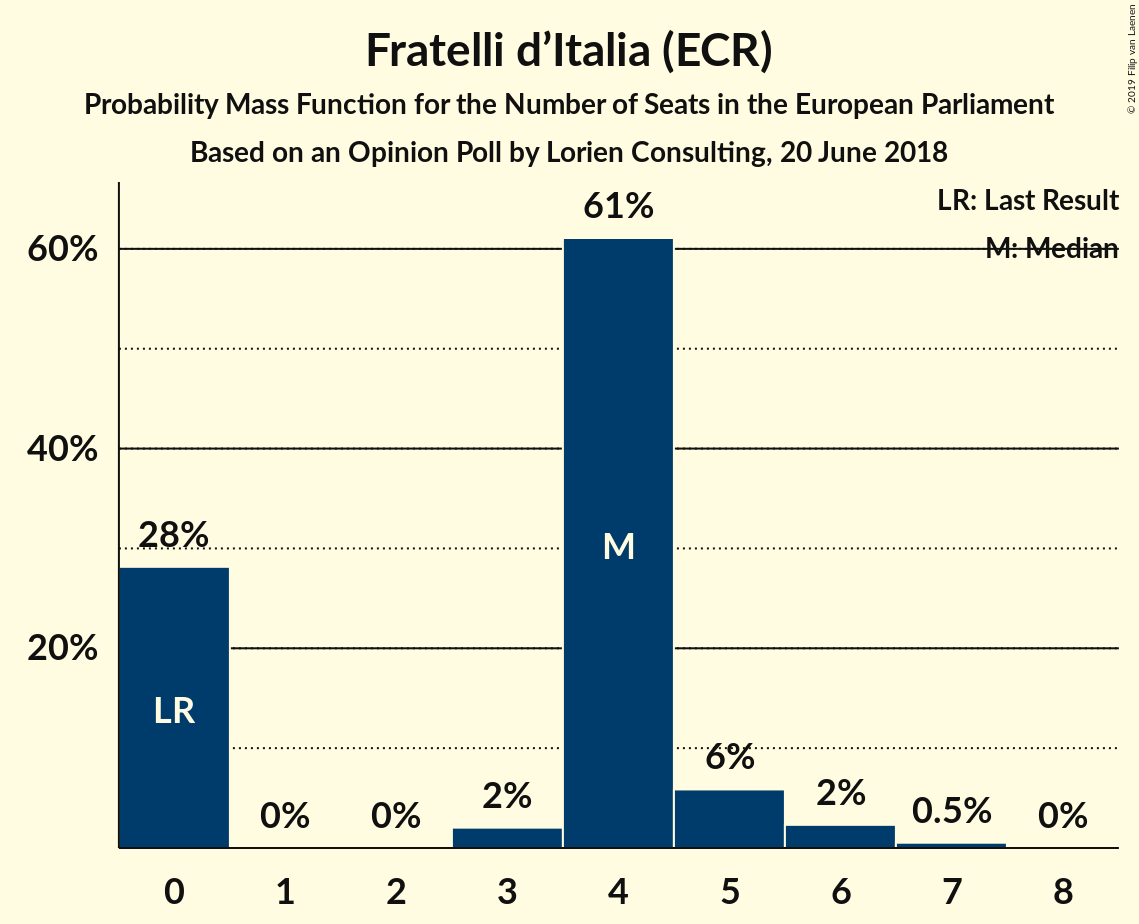 Fratelli d’Italia (ECR)
Probability Mass Function for the Number of Seats in the European Parliament
Based on an Opinion Poll by Lorien Consulting, 20 June 2018
© 2019 Filip van Laenen
LR: Last Result
M: Median
60%
40%
20%
28%
0%
0%
2%
61%
6%
2%
0.5%
0%
LR
M
0 1 2 3 4 5 6 7 8